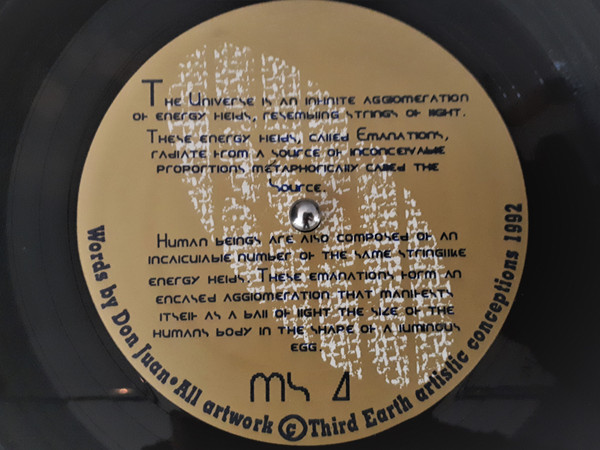 The Universe is an infinite agglomeration
of energy fields, resembling strings of light.
These energy fields, called Emanations,
radiate from a source of inconceivable
proportions metaphorically called the
Source.
Human beings are also composed of an
incalculable number of the same stringlike
energy fields. These emanations form an
encased agglomeration that manifests
itself as a ball of light the size of the
humans body in the shape of a luminous
egg
MS 4
Words by Don Juan•All artwork ©Third Earth artistic conceptions 1992